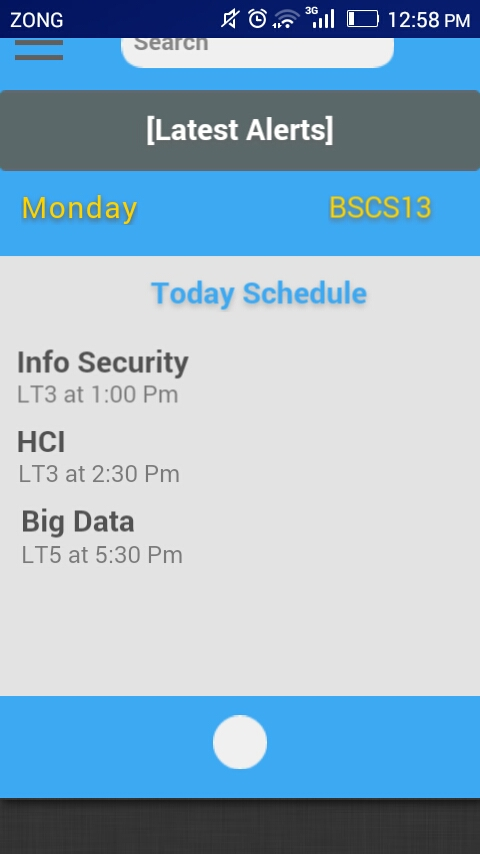 ZONG 3G 12:58 PM
Search
[Latest Alerts]
Monday BSCS13
Today Schedule
Info Security
LT3 at 1:00 Pm
HCI
LT3 at 2:30 Pm
Big Data
LT5 at 5:30 Pm